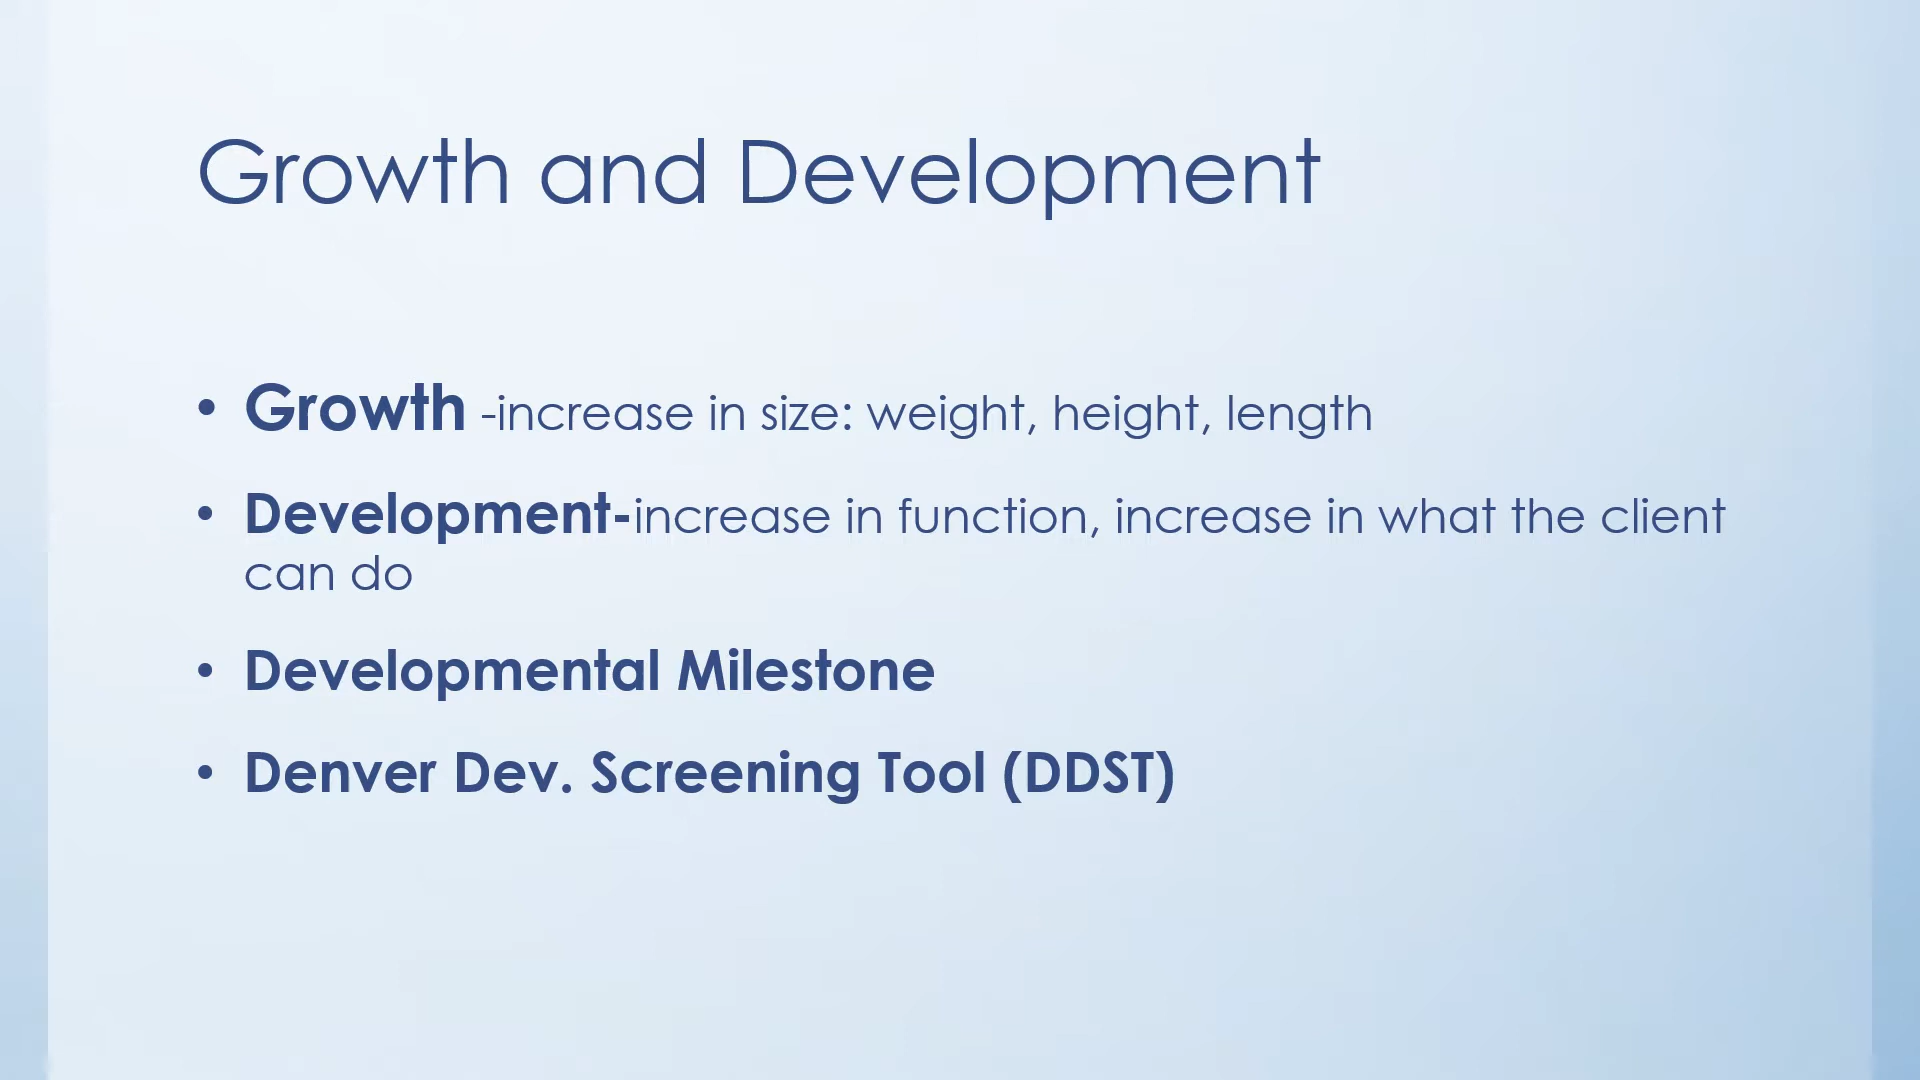 Growth and Development
• Growth -increase in size: weight, height, length
• Development-increase in function, increase in what the client
can do
• Developmental Milestone
• Denver Dev. Screening Tool (DDST)